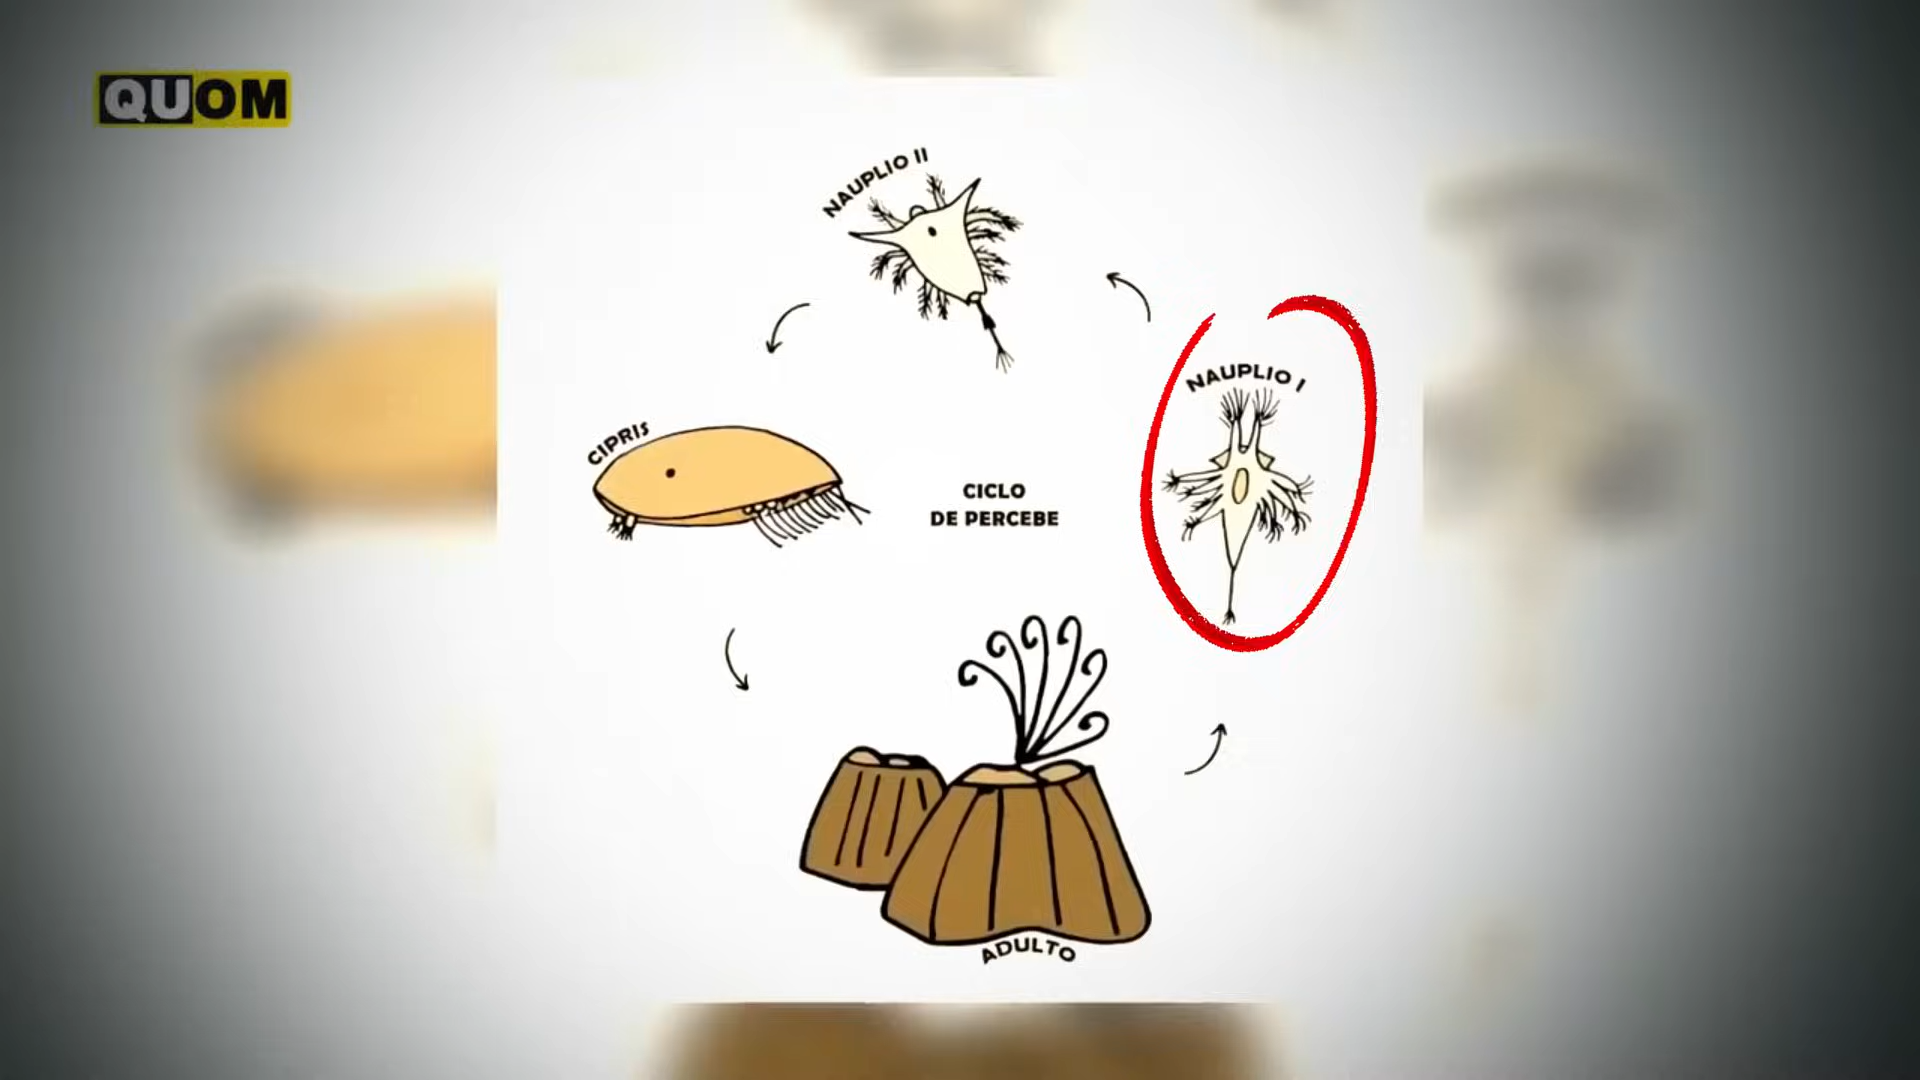 QUOM
NAUPLIO II
NAUPLIO I
CIPRIS
CICLO
DE PERCEBE
ADULTO